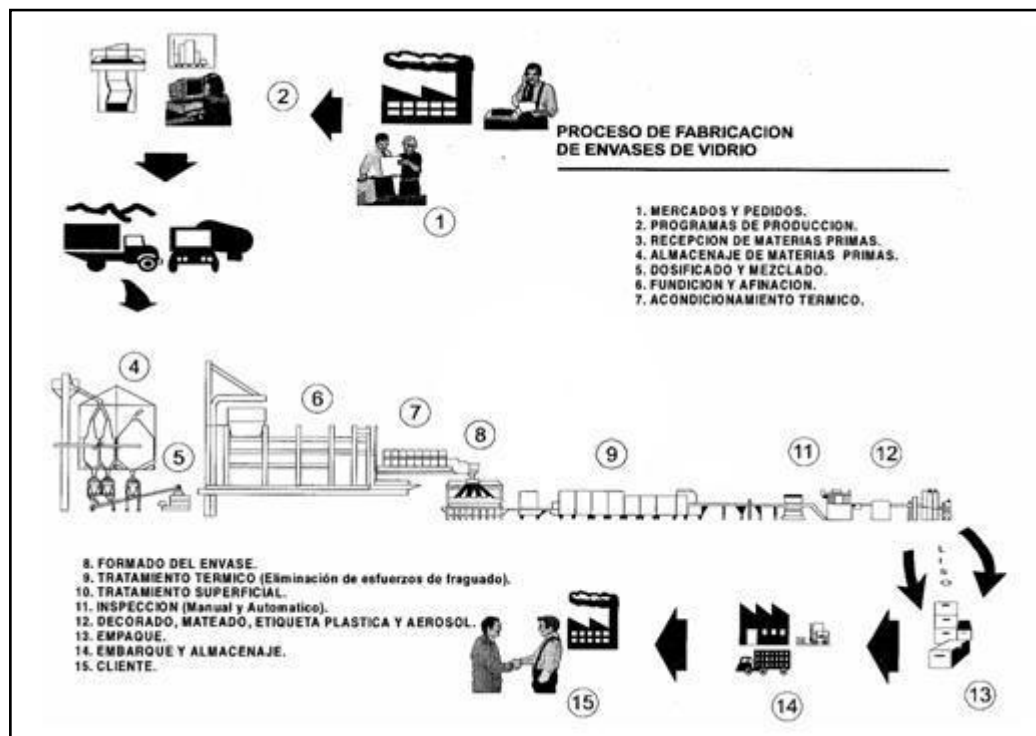 2
1
PROCESO DE FABRICACION
DE ENVASES DE VIDRIO
1. MERCADOS Y PEDIDOS.
2. PROGRAMAS DE PRODUCCION.
3. RECEPCION DE MATERIAS PRIMAS.
4. ALMACENAJE DE MATERIAS PRIMAS.
5. DOSIFICADO Y MEZCLADO.
6. FUNDICION Y AFINACION.
7. ACONDICIONAMIENTO TERMICO.
4
5
6
7
8
9
11
12
8. FORMADO DEL ENVASE.
9. TRATAMIENTO TERMICO (Eliminación de esfuerzos de fraguado).
10. TRATAMIENTO SUPERFICIAL.
11. INSPECCION (Manual y Automatico).
12. DECORADO, MATEADO, ETIQUETA PLASTICA Y AEROSOL.
13. EMPAQUE.
14. EMBARQUE Y ALMACENAJE.
15. CLIENTE.
LISO
15
14
13